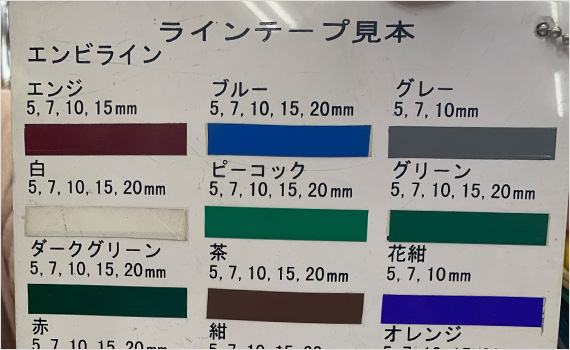 ラインテープ見本
エンビライン
エンジ ブルー グレー
5, 7, 10, 15mm 5, 7, 10, 15, 20mm 5, 7, 10mm
白 ピーコック グリーン
5, 7, 10, 15, 20mm 5, 7, 10, 15, 20mm 5, 7, 10, 15, 20mm
ダークグリーン 茶 花紺
5, 7, 10, 15, 20mm 5, 7, 10, 15, 20mm 5, 7, 10mm
赤 紺 オレンジ